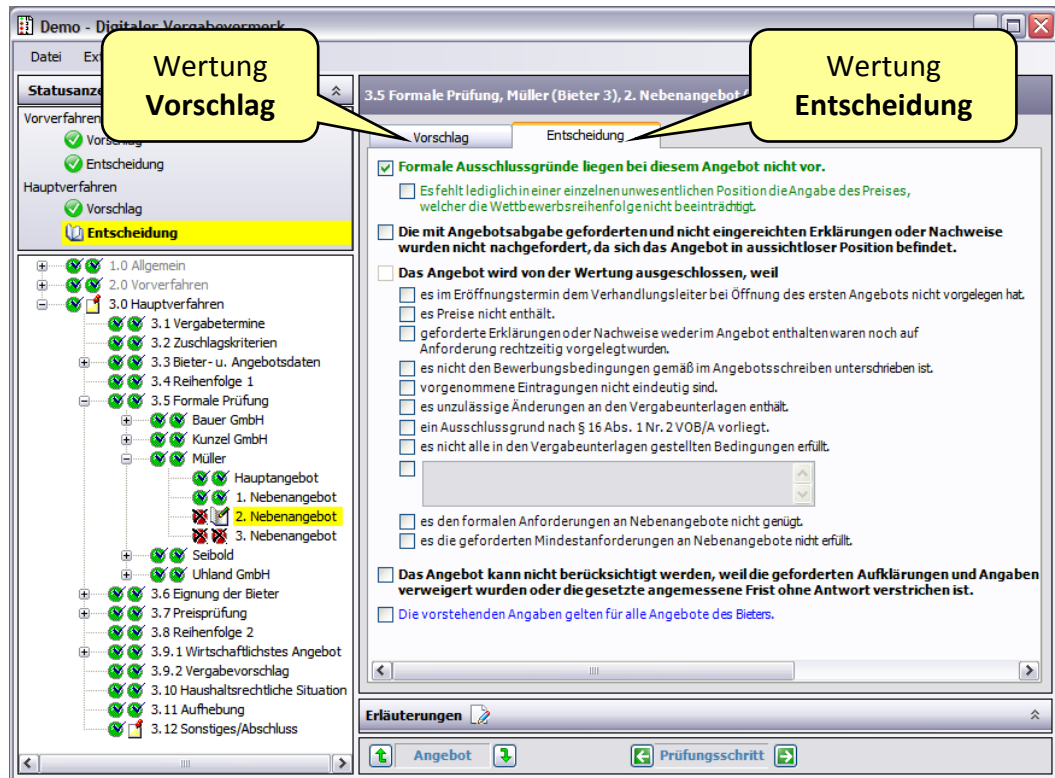 Demo - Digitaler Vergabevermerk
Datei
Wertung
Vorschlag
Wertung
Entscheidung
Vorverfahren
Vorschlag
Entscheidung
Hauptverfahren
Vorschlag
Entscheidung
1.0 Allgemein
2.0 Vorverfahren
3.0 Hauptverfahren
3.1 Vergabetermine
3.2 Zuschlagskriterien
3.3 Bieter- u. Angebotsdaten
3.4 Reihenfolge 1
3.5 Formale Prüfung
Bauer GmbH
Kunzel GmbH
Müller
Hauptangebot
1. Nebenangebot
2. Nebenangebot
3. Nebenangebot
Seibold
Uhland GmbH
3.6 Eignung der Bieter
3.7 Preisprüfung
3.8 Reihenfolge 2
3.9.1 Wirtschaftlichstes Angebot
3.9.2 Vergabevorschlag
3.10 Haushaltsrechtliche Situation
3.11 Aufhebung
3.12 Sonstiges/Abschluss
3.5 Formale Prüfung, Müller (Bieter 3), 2. Nebenangebot
Vorschlag
Entscheidung
Formale Ausschlussgründe liegen bei diesem Angebot nicht vor.
Es fehlt lediglich in einer einzelnen unwesentlichen Position die Angabe des Preises,
welcher die Wettbewerbsreihenfolge nicht beeinträchtigt.
Die mit Angebotsabgabe geforderten und nicht eingereichten Erklärungen oder Nachweise
wurden nicht nachgefordert, da sich das Angebot in aussichtloser Position befindet.
Das Angebot wird von der Wertung ausgeschlossen, weil
es im Eröffnungstermin dem Verhandlungsleiter bei Öffnung des ersten Angebots nicht vorgelegen hat.
es Preise nicht enthält.
geforderte Erklärungen oder Nachweise weder im Angebot enthalten waren noch auf
Anforderung rechtzeitig vorgelegt wurden.
es nicht den Bewerbungsbedingungen gemäß im Angebotsschreiben unterschrieben ist.
vorgenommene Eintragungen nicht eindeutig sind.
es unzulässige Änderungen an den Vergabeunterlagen enthält.
ein Ausschlussgrund nach § 16 Abs. 1 Nr. 2 VOB/A vorliegt.
es nicht alle in den Vergabeunterlagen gestellten Bedingungen erfüllt.
es den formalen Anforderungen an Nebenangebote nicht genügt.
es die geforderten Mindestanforderungen an Nebenangebote nicht erfüllt.
Das Angebot kann nicht berücksichtigt werden, weil die geforderten Aufklärungen und Angaben
verweigert wurden oder die gesetzte angemessene Frist ohne Antwort verstrichen ist.
Die vorstehenden Angaben gelten für alle Angebote des Bieters.
Erläuterungen
Angebot
Prüfungsschritt